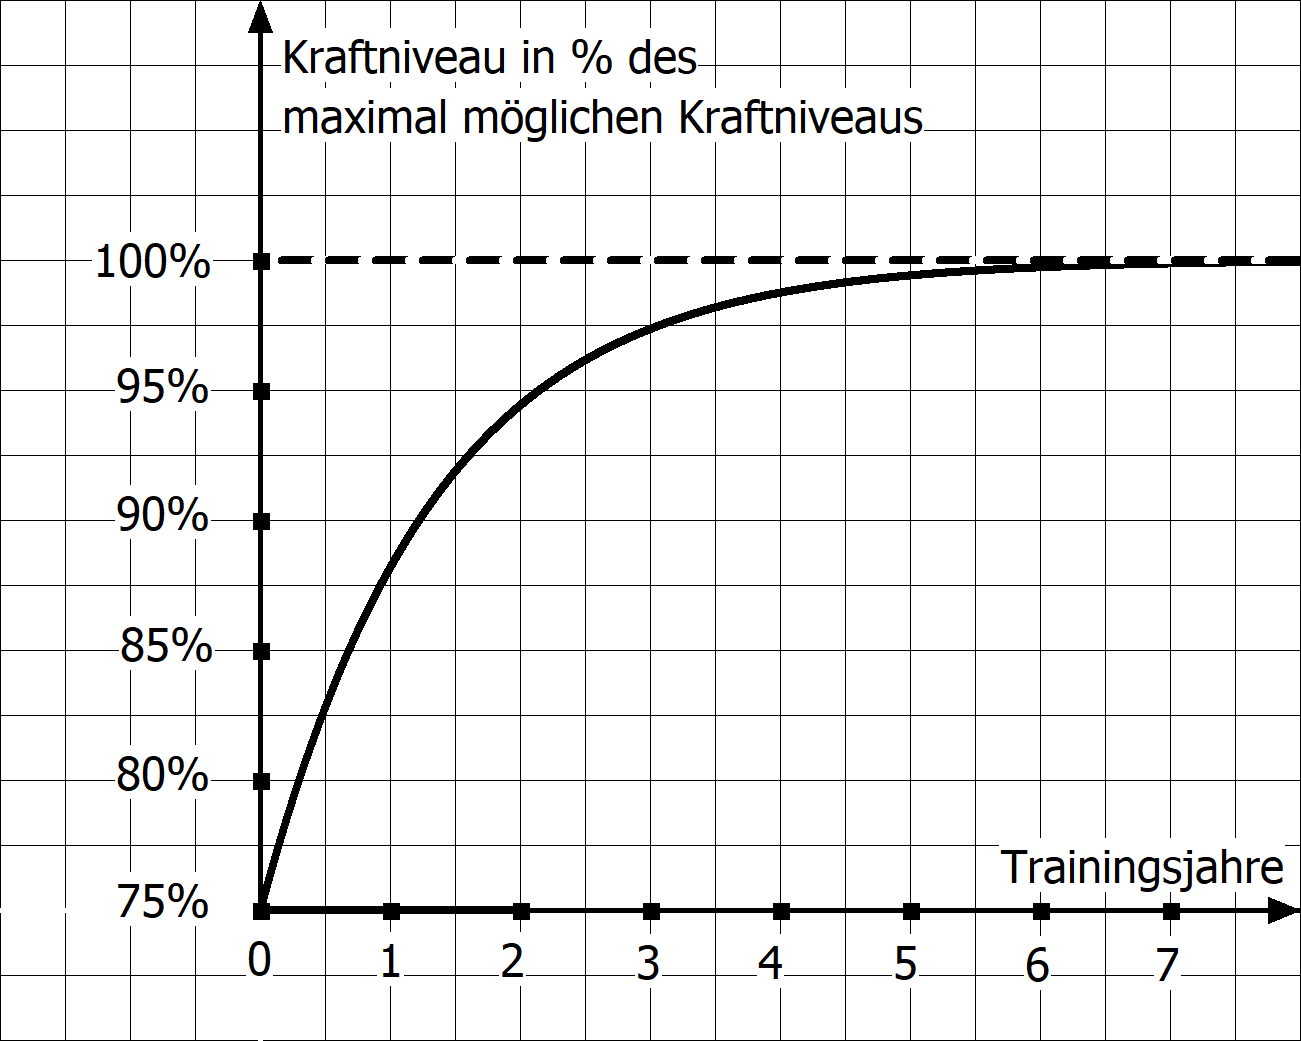 Kraftniveau in % des
maximal möglichen Kraftniveaus
100%
95%
90%
85%
80%
75%
Trainingsjahre
0 1 2 3 4 5 6 7